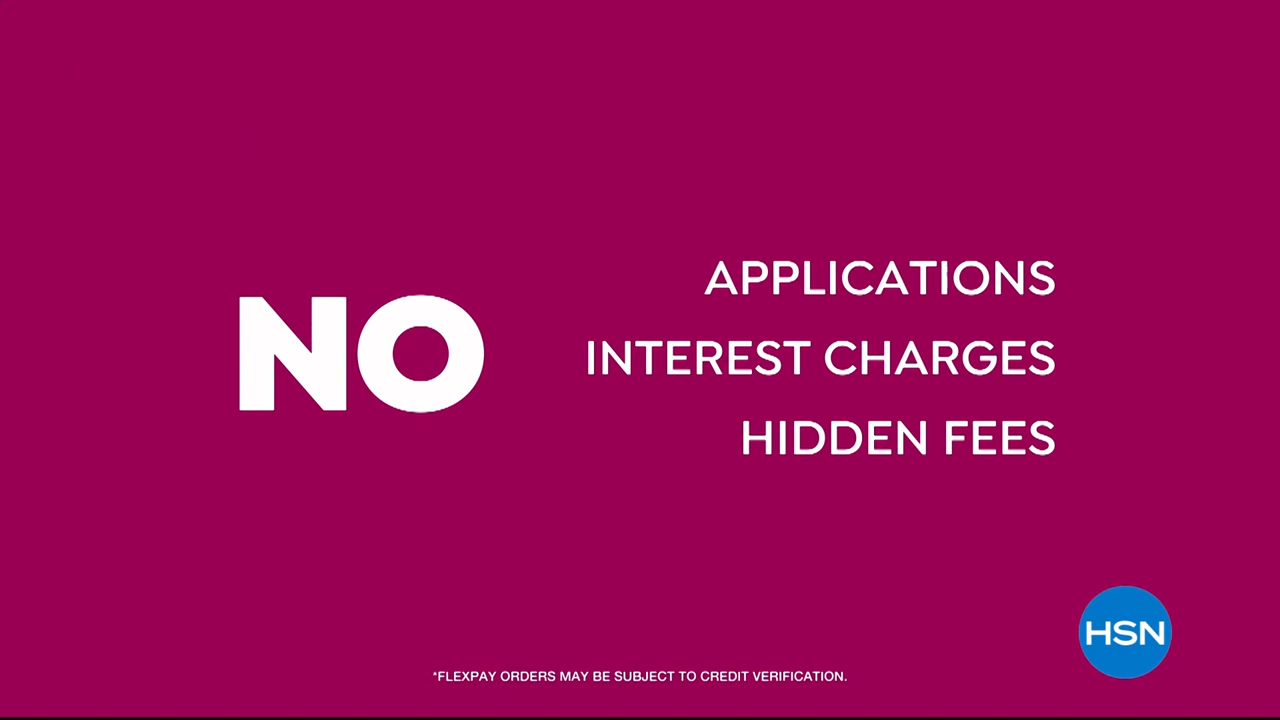 NO
APPLICATIONS
INTEREST CHARGES
HIDDEN FEES
HSN
*FLEXPAY ORDERS MAY BE SUBJECT TO CREDIT VERIFICATION.